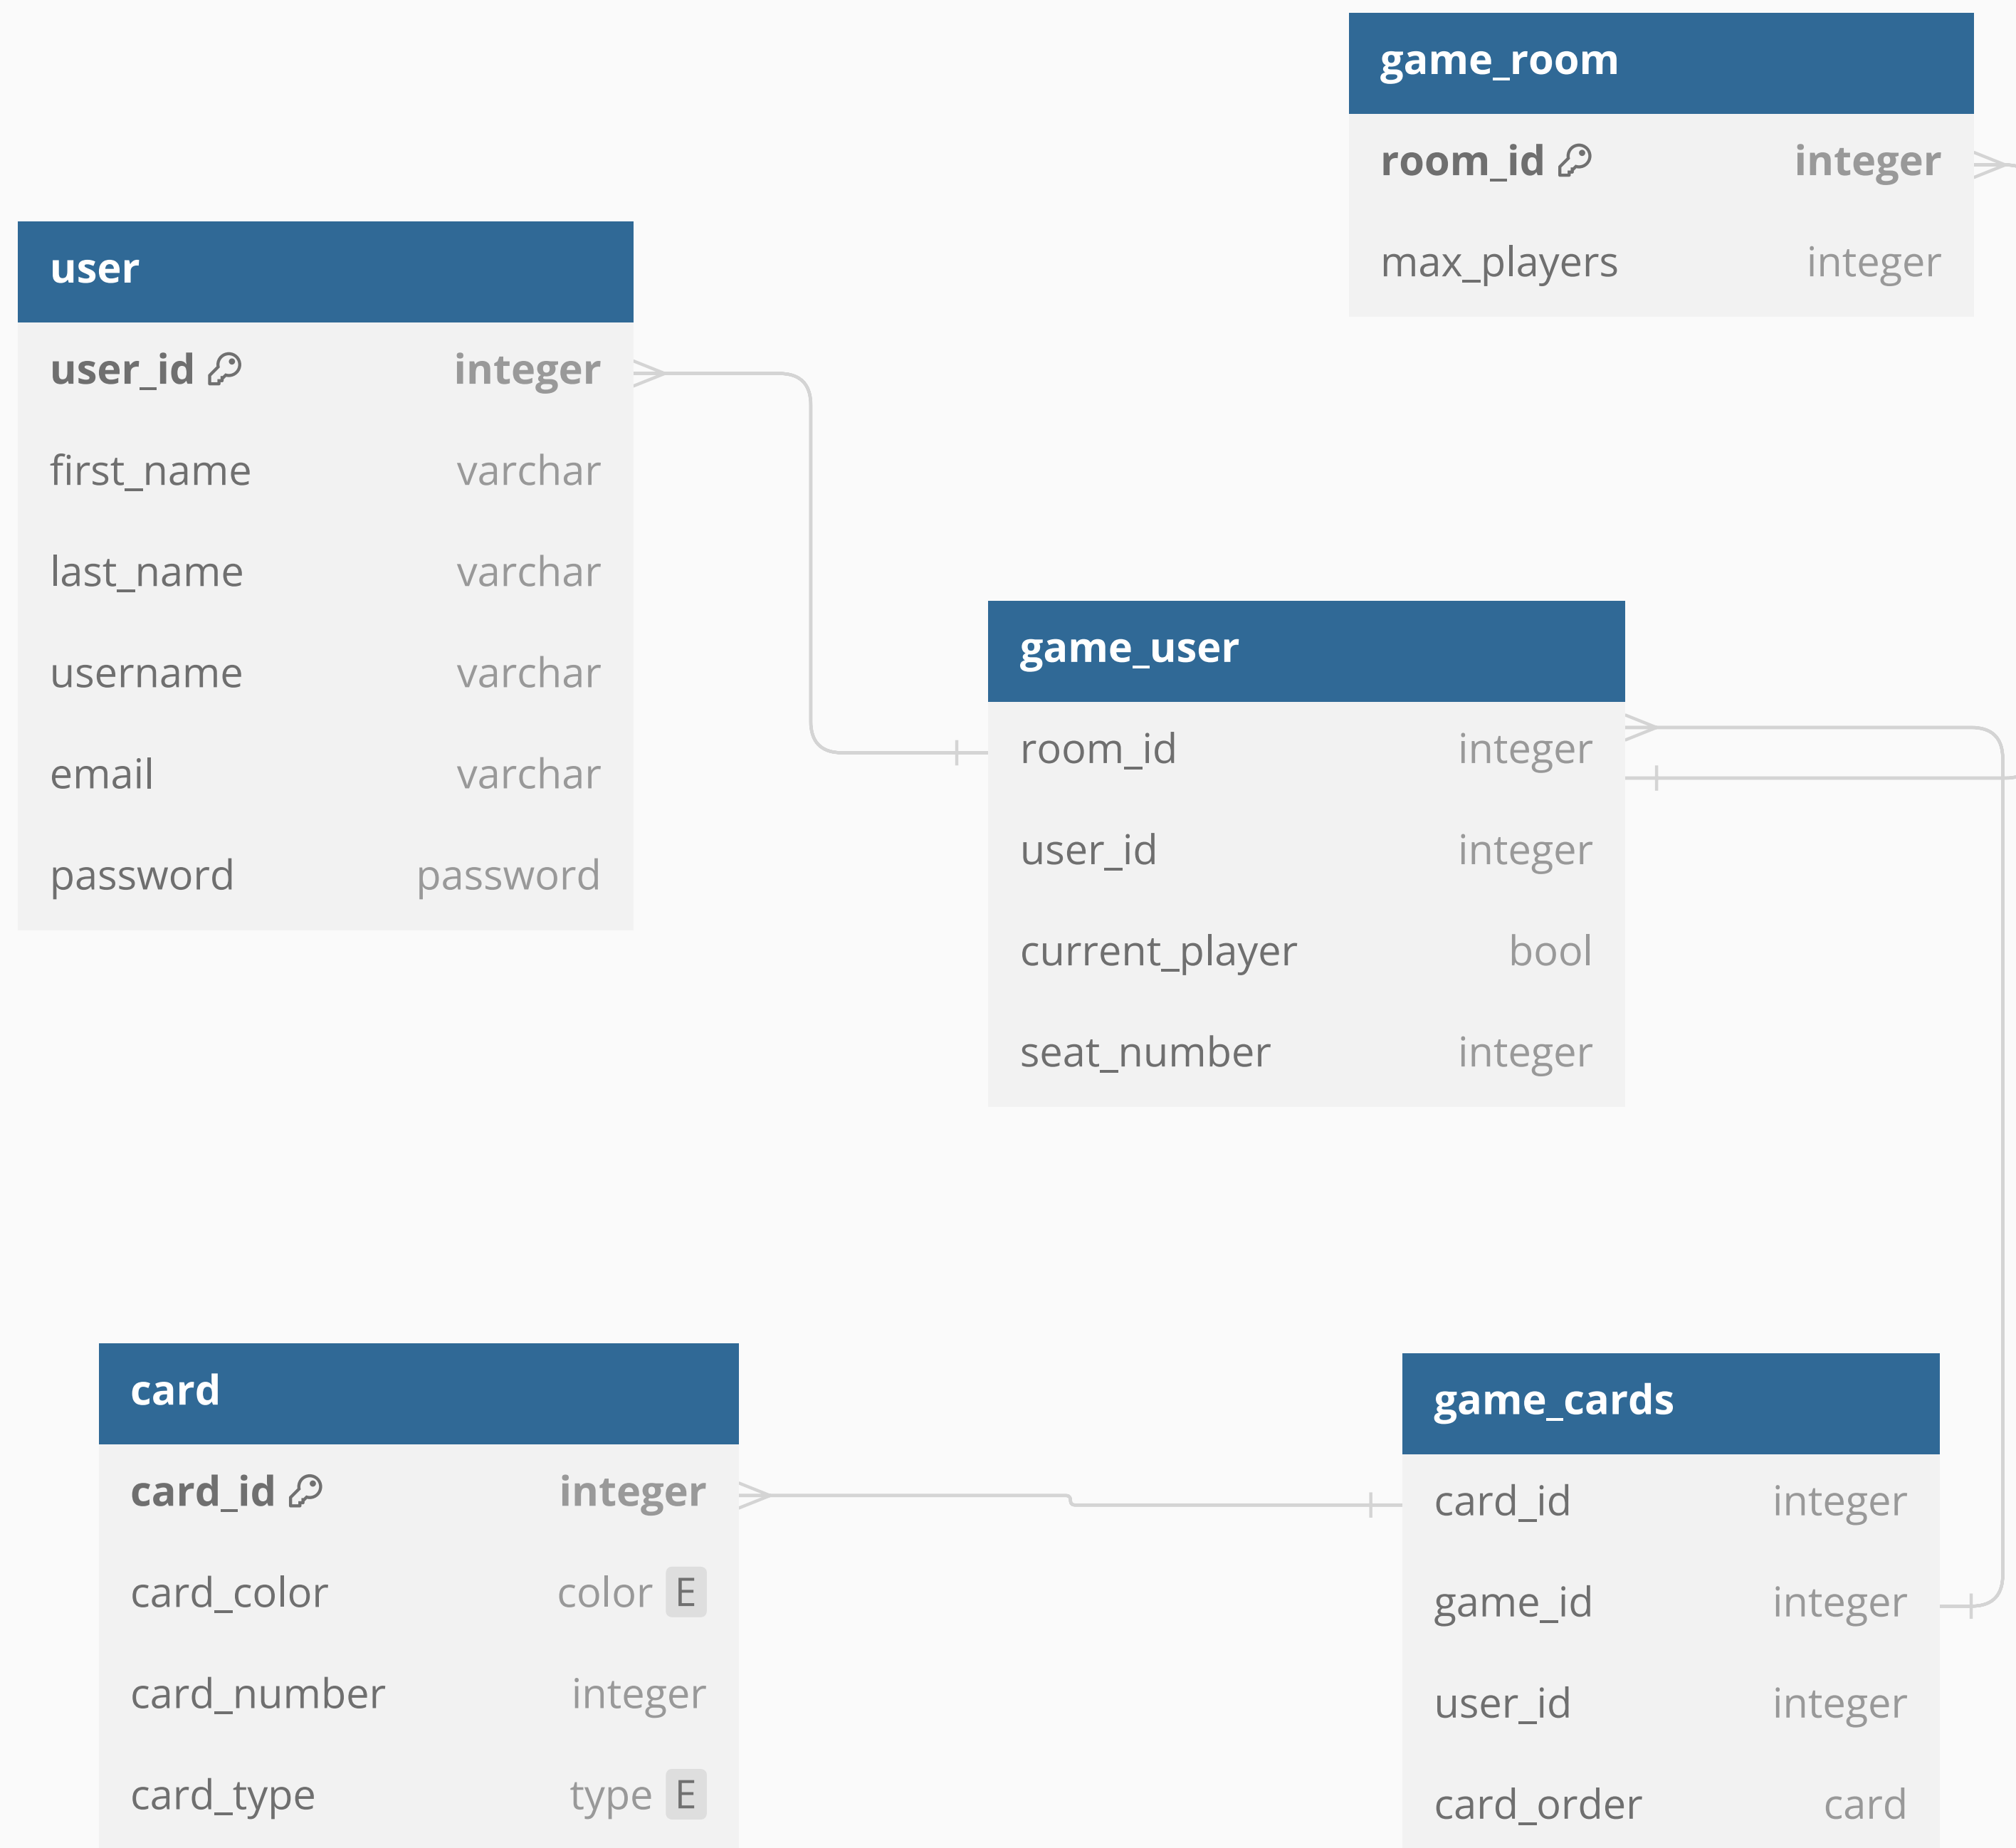 game_room
room_id integer
max_players integer
user
user_id integer
first_name varchar
last_name varchar
username varchar
email varchar
password password
game_user
room_id integer
user_id integer
current_player bool
seat_number integer
card
card_id integer
card_color color E
card_number integer
card_type type E
game_cards
card_id integer
game_id integer
user_id integer
card_order card